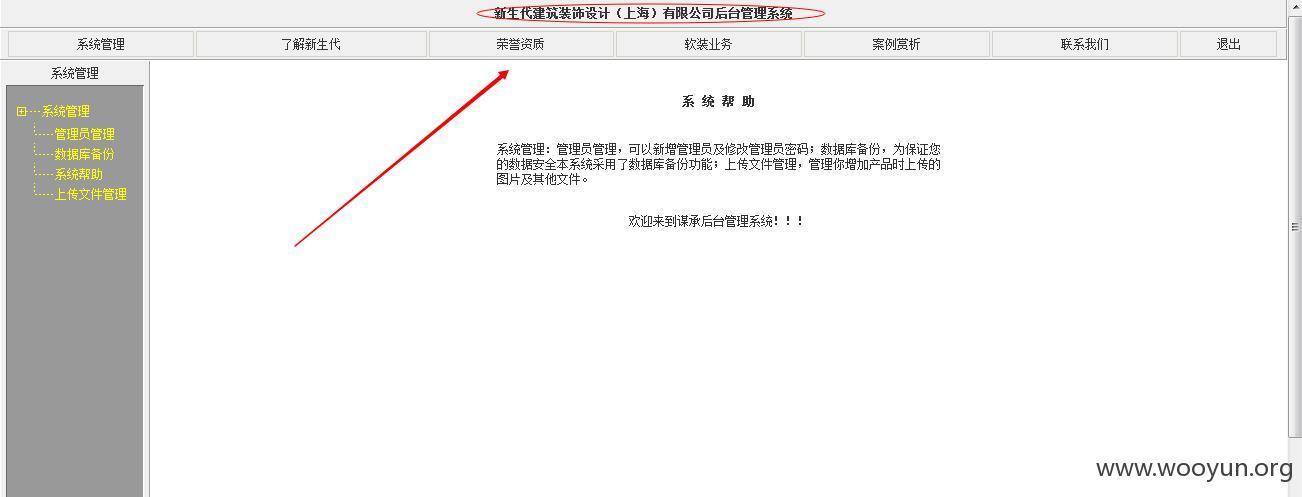 新生代建筑装饰设计（上海）有限公司后台管理系统
系统管理 了解新生代 荣誉资质 软装业务 案例赏析 联系我们 退出
系统管理
系统管理
管理员管理
数据库备份
系统帮助
上传文件管理
系 统 帮 助
系统管理：管理员管理，可以新增管理员及修改管理员密码；数据库备份，为保证您
的数据安全本系统采用了数据库备份功能；上传文件管理，管理你增加产品时上传的
图片及其他文件。
欢迎来到谋承后台管理系统！！！
www.wooyun.org